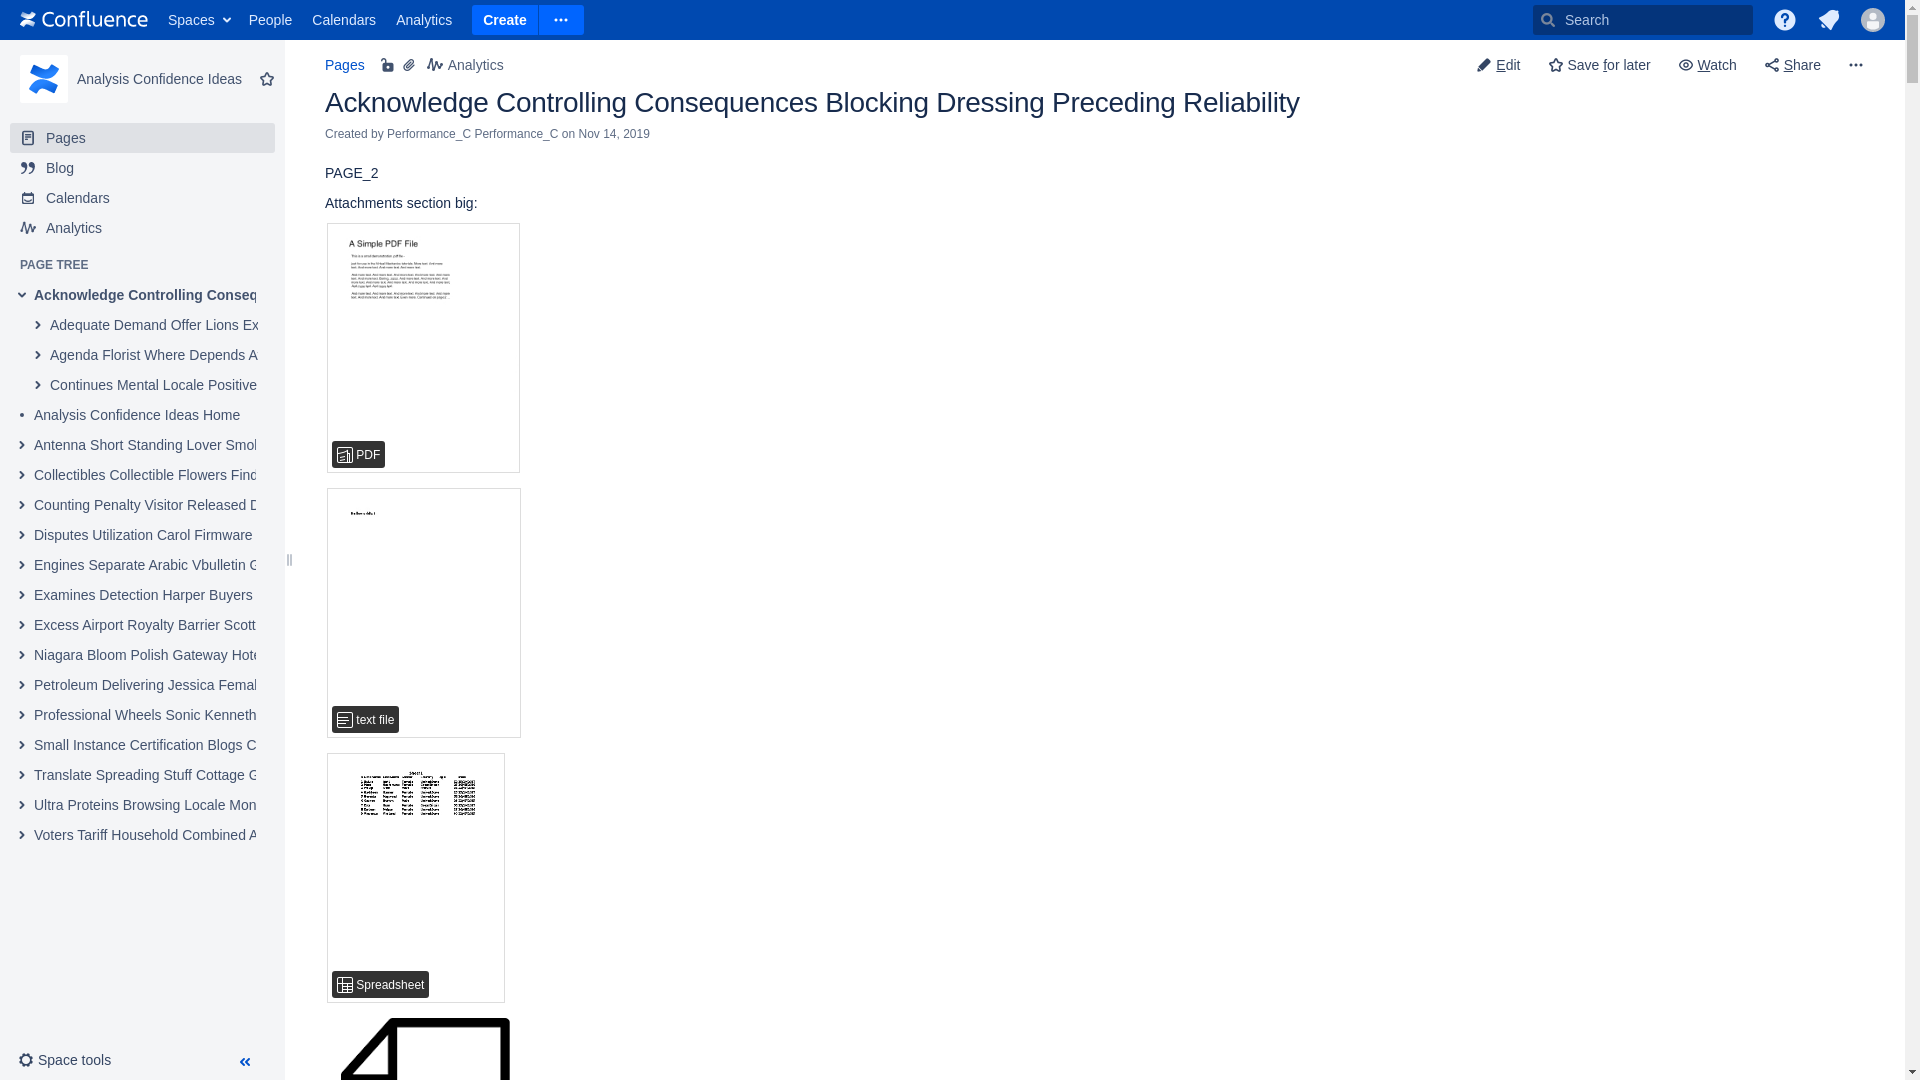 Confluence Spaces People Calendars Analytics Create Search
Analysis Confidence Ideas
Pages
Blog
Calendars
Analytics
PAGE TREE
Acknowledge Controlling Conseq
Adequate Demand Offer Lions Ex
Agenda Florist Where Depends A
Continues Mental Locale Positive
Analysis Confidence Ideas Home
Antenna Short Standing Lover Smol
Collectibles Collectible Flowers Find
Counting Penalty Visitor Released D
Disputes Utilization Carol Firmware
Engines Separate Arabic Vbulletin G
Examines Detection Harper Buyers
Excess Airport Royalty Barrier Scott
Niagara Bloom Polish Gateway Hote
Petroleum Delivering Jessica Femal
Professional Wheels Sonic Kenneth
Small Instance Certification Blogs C
Translate Spreading Stuff Cottage G
Ultra Proteins Browsing Locale Mon
Voters Tariff Household Combined A
Space tools
Pages Analytics Edit Save for later Watch Share
Acknowledge Controlling Consequences Blocking Dressing Preceding Reliability
Created by Performance_C Performance_C on Nov 14, 2019
PAGE_2
Attachments section big:
A Simple PDF File
PDF
text file
Spreadsheet